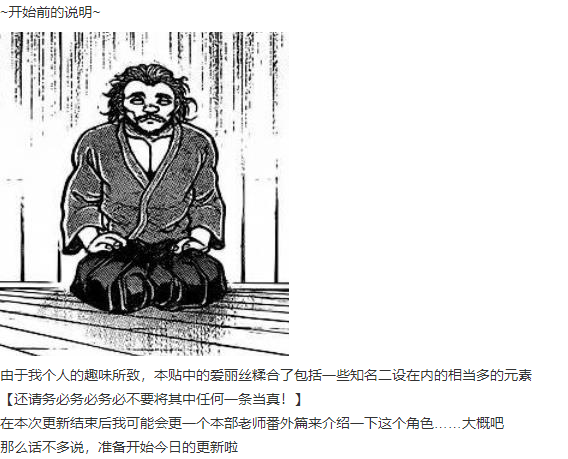 ~开始前的说明~
由于我个人的趣味所致，本贴中的爱丽丝糅合了包括一些知名二设在内的相当多的元素
【还请务必务必务必不要将其中任何一条当真！】
在本次更新结束后我可能会更一个本部老师番外篇来介绍一下这个角色……大概吧
那么话不多说，准备开始今日的更新啦